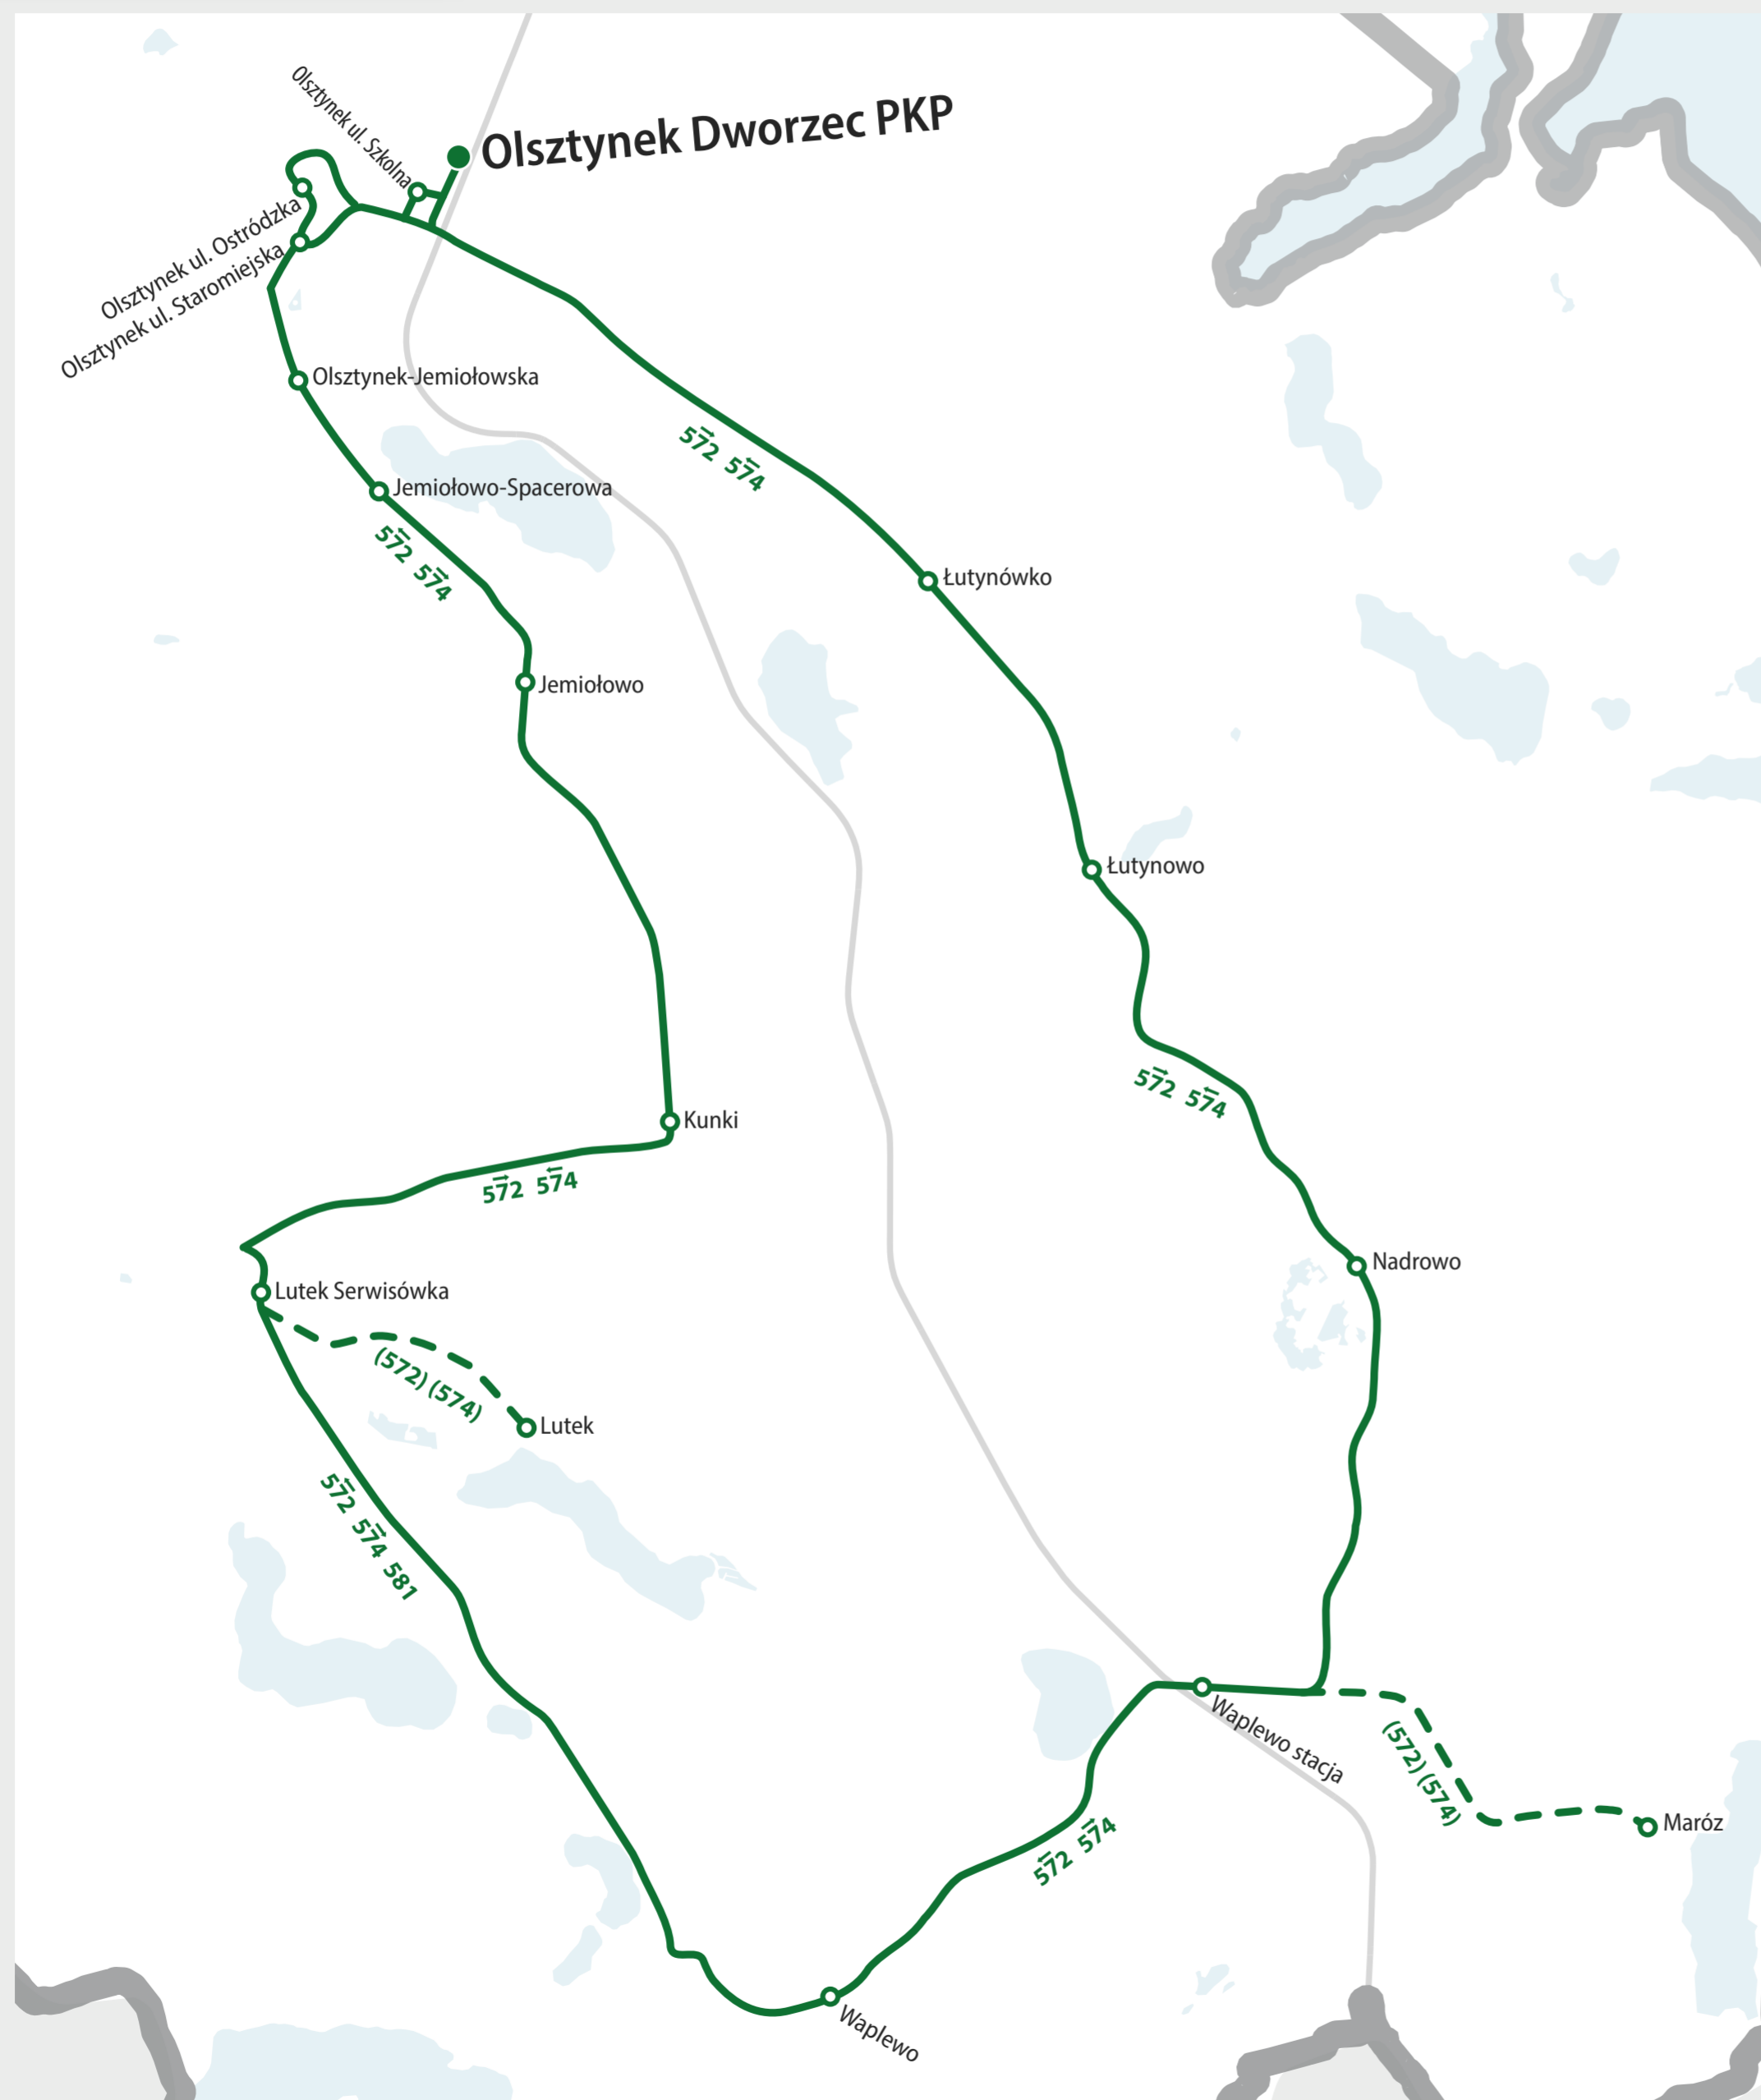 Olsztynek ul. Szkolna
Olsztynek Dworzec PKP
Olsztynek ul. Ostródzka
Olsztynek ul. Staromiejska
Olsztynek-Jemiołowska
572 574
Jemiołowo-Spacerowa
572 574
Łutynówko
Jemiołowo
Łutynowo
572 574
Kunki
572 574
Nadrowo
Lutek Serwisówka
(572) (574)
Lutek
572 574 581
Waplewo stacja
(572) (574)
Maróz
572 574
Waplewo